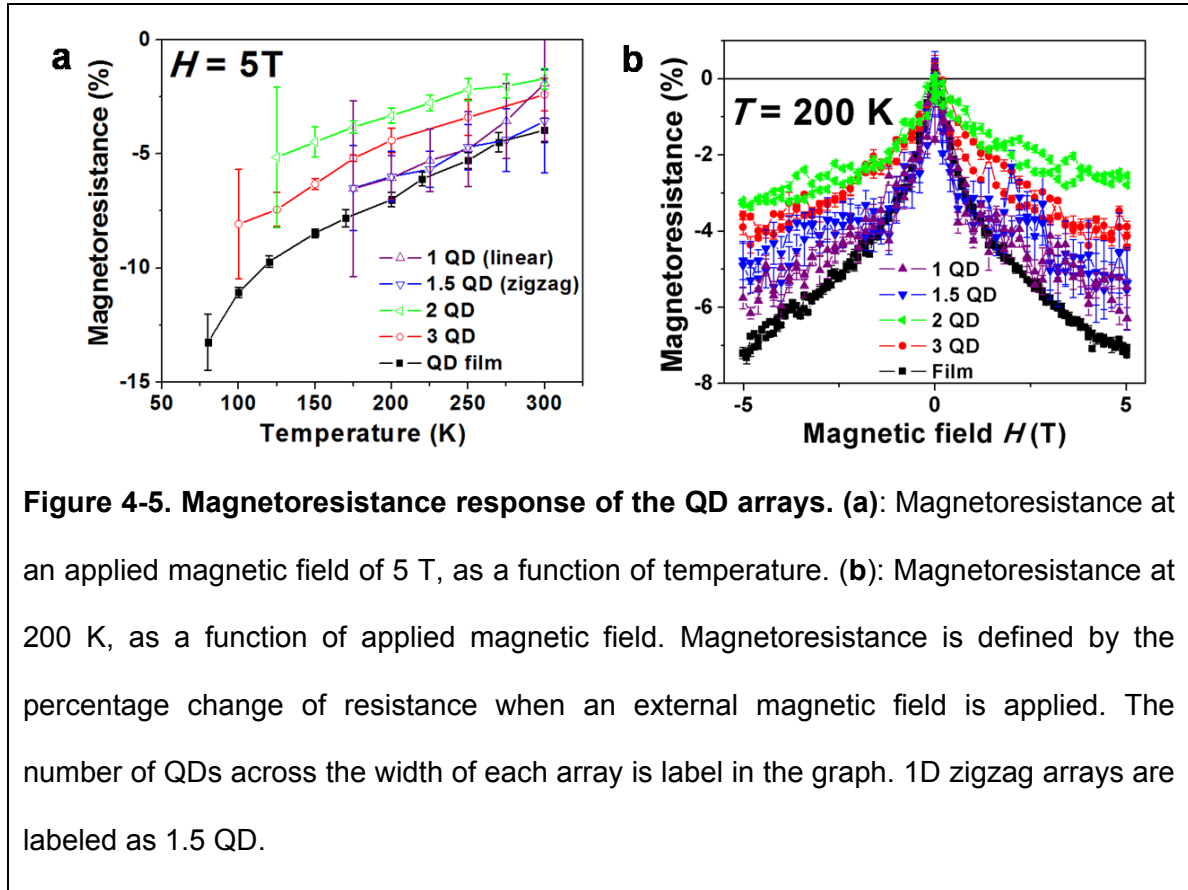 a
H = 5T
Magnetoresistance (%)
0
-5
-10
-15
1 QD (linear)
1.5 QD (zigzag)
2 QD
3 QD
QD film
50 100 150 200 250 300
Temperature (K)
b
T = 200 K
Magnetoresistance (%)
0
-2
-4
-6
-8
1 QD
1.5 QD
2 QD
3 QD
Film
-5 0 5
Magnetic field H (T)
Figure 4-5. Magnetoresistance response of the QD arrays. (a): Magnetoresistance at
an applied magnetic field of 5 T, as a function of temperature. (b): Magnetoresistance at
200 K, as a function of applied magnetic field. Magnetoresistance is defined by the
percentage change of resistance when an external magnetic field is applied. The
number of QDs across the width of each array is label in the graph. 1D zigzag arrays are
labeled as 1.5 QD.